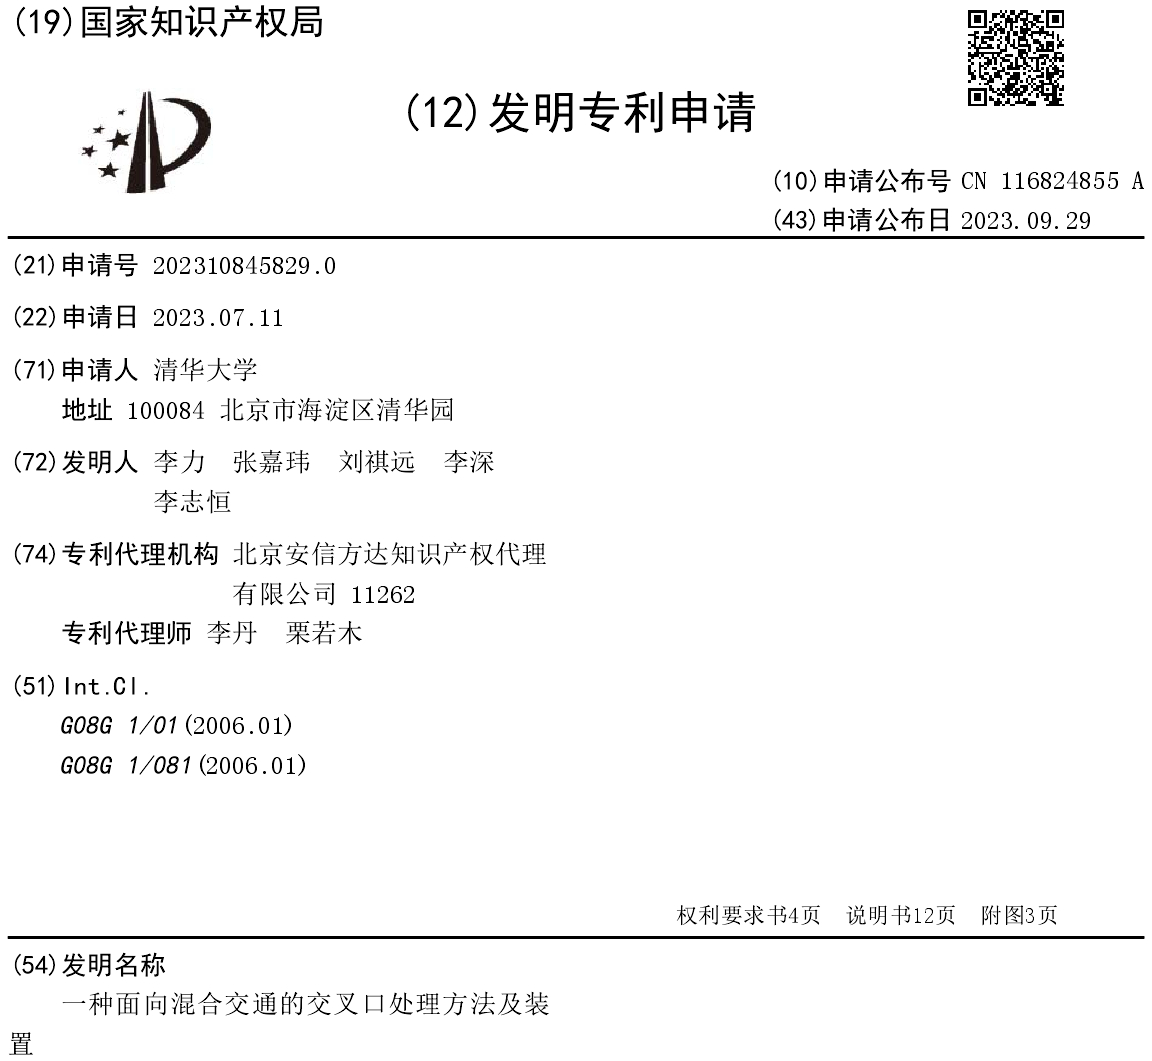 (19)国家知识产权局
(12)发明专利申请
(10)申请公布号 CN 116824855 A
(43)申请公布日 2023.09.29
(21)申请号 202310845829.0
(22)申请日 2023.07.11
(71)申请人 清华大学
地址 100084 北京市海淀区清华园
(72)发明人 李力 张嘉玮 刘祺远 李深
李志恒
(74)专利代理机构 北京安信方达知识产权代理
有限公司 11262
专利代理师 李丹 栗若木
(51)Int.Cl.
G08G 1/01(2006.01)
G08G 1/081(2006.01)
权利要求书4页 说明书12页 附图3页
(54)发明名称
一种面向混合交通的交叉口处理方法及装
置